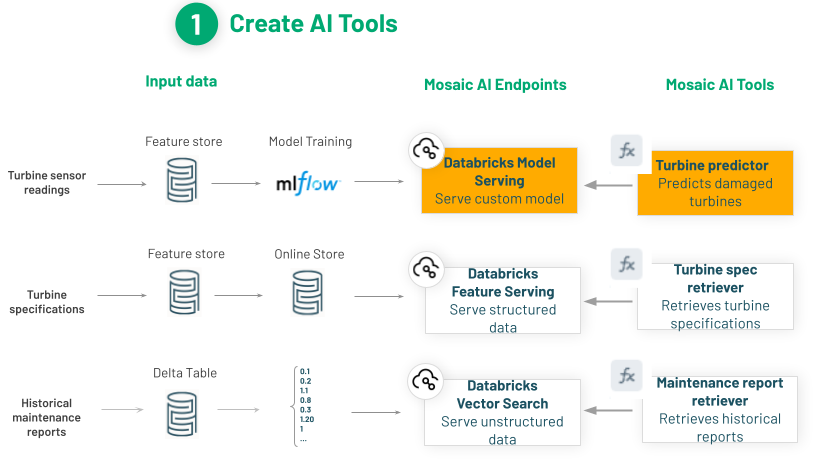 1 Create AI Tools
Input data
Mosaic AI Endpoints
Mosaic AI Tools
Feature store
Model Training
Turbine sensor
readings
mlflow
Databricks Model
Serving
Serve custom model
fx
Turbine predictor
Predicts damaged
turbines
Feature store
Online Store
Turbine
specifications
Databricks
Feature Serving
Serve structured
data
fx
Turbine spec
retriever
Retrieves turbine
specifications
Delta Table
Historical
maintenance
reports
0.1
0.2
1.1
0.8
0.3
1.20
1
...
Databricks
Vector Search
Serve unstructured
data
fx
Maintenance report
retriever
Retrieves historical
reports